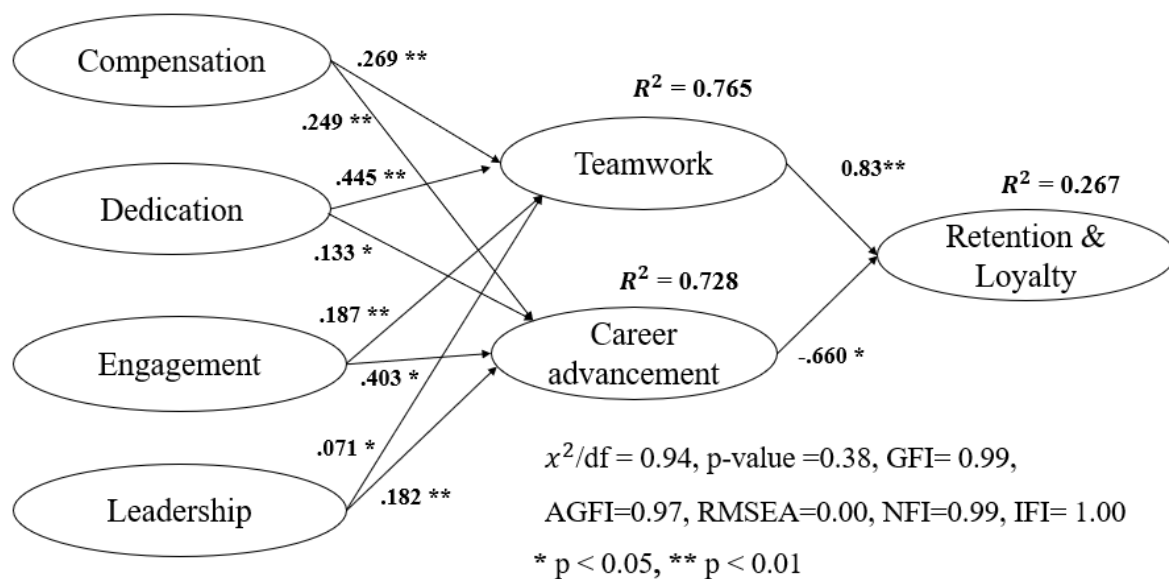 Compensation
.269 **
.249 **
R² = 0.765
Teamwork
Dedication
.445 **
.133 *
0.83**
R² = 0.267
Retention &
Loyalty
R² = 0.728
Career
advancement
-.660 *
Engagement
.187 **
.403 *
Leadership
.071 *
.182 **
x²/df = 0.94, p-value =0.38, GFI= 0.99,
AGFI=0.97, RMSEA=0.00, NFI=0.99, IFI= 1.00
* p < 0.05, ** p < 0.01